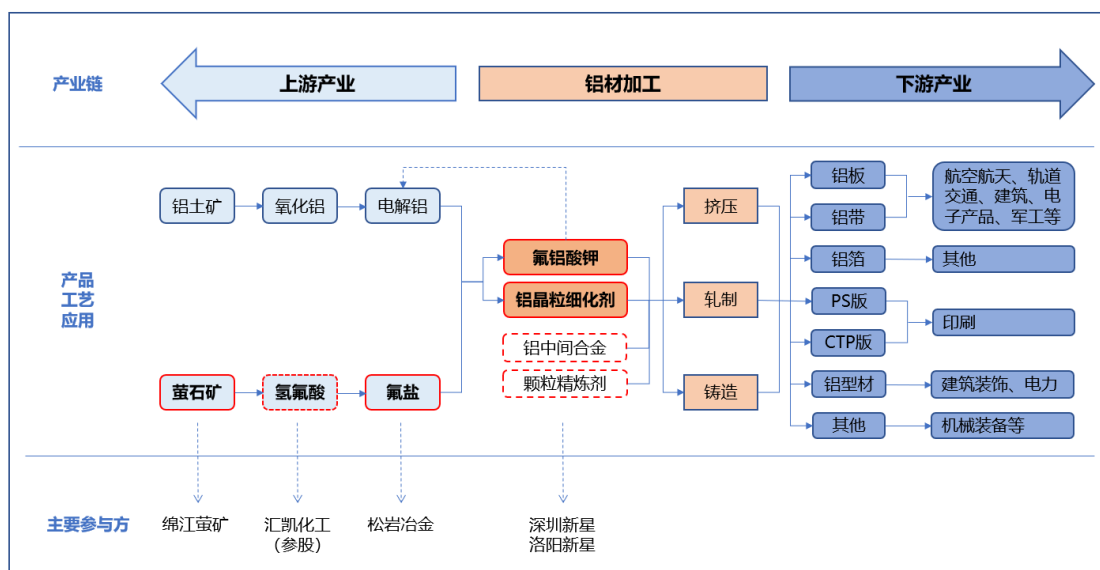 产业链
上游产业
铝材加工
下游产业
产品
工艺
应用
铝土矿
氧化铝
电解铝
萤石矿
氢氟酸
氟盐
氟铝酸钾
铝晶粒细化剂
铝中间合金
颗粒精炼剂
挤压
轧制
铸造
铝板
铝带
铝箔
PS版
CTP版
铝型材
其他
航空航天、轨道
交通、建筑、电
子产品、军工等
其他
印刷
建筑装饰、电力
机械装备等
主要参与方
绵江萤矿
汇凯化工
（参股）
松岩冶金
深圳新星
洛阳新星